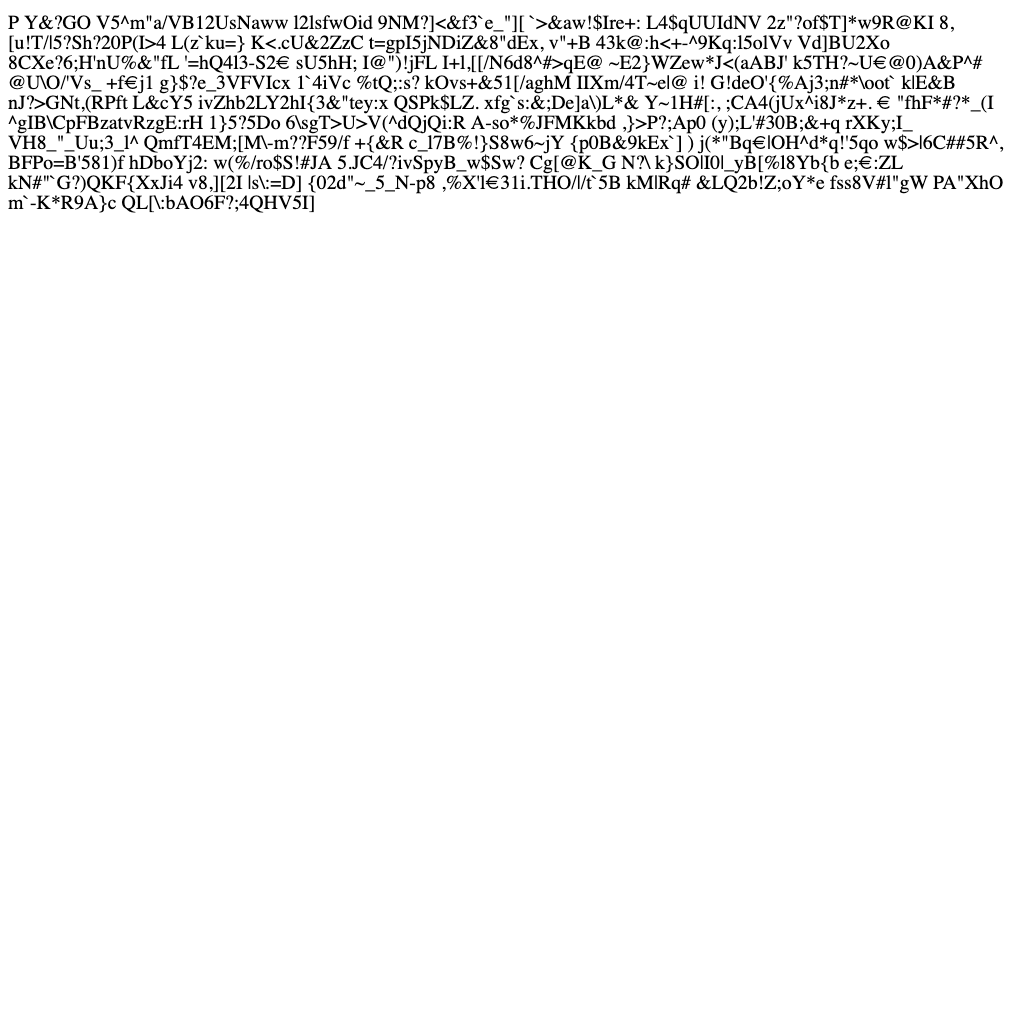 P Y&?GO V5^m"a/VB12UsNaww l2lsfwOid 9NM?]<&f3`e_"][ `>&aw!$Ire+: L4$qUUIdNV 2z"?of$T]*w9R@KI 8,
[u!T/|5?Sh?20P(I>4 L(z`ku=} K<.cU&2ZzC t=gpI5jNDiZ&8"dEx, v"+B 43k@:h<+-^9Kq:l5olVv Vd]BU2Xo
8CXe?6;H'nU%&"fL '=hQ4l3-S2€ sU5hH; I@")!jFL I+l,[[/N6d8^#>qE@ ~E2}WZew*J<(aABJ' k5TH?~U€@0)A&P^#
@U\O/'Vs_ +f€j1 g}$?e_3VFVIcx 1`4iVc %tQ;:s? kOvs+&51[/aghM IIXm/4T~e|@ i! G!deO'{%Aj3;n#*\oot` k|E&B
nJ?>GNt,(RPft L&cY5 ivZhb2LY2hI{3&"tey:x QSPk$LZ. xfg`s:&;De]a\)L*& Y~1H#[:, ;CA4(jUx^i8J*z+. € "fhF*#?*_(I
^gIB\CpFBzatvRzgE:rH 1}5?5Do 6\sgT>U>V(^dQjQi:R A-so*%JFMKkbd ,}>P?;Ap0 (y);L'#30B;&+q rXKy;I_
VH8_"_Uu;3_l^ QmfT4EM;[M\-m??F59/f +{&R c_l7B%!}S8w6~jY {p0B&9kEx`] ) j(*"Bq€|OH^d*q!'5qo w$>|6C##5R^,
BFPo=B'581)f hDboYj2: w(%/ro$S!#JA 5.JC4/?ivSpyB_w$Sw? Cg[@K_G N?\ k}SO|I0|_yB[%l8Yb{b e;€:ZL
kN#"`G?)QKF{XxJi4 v8,][2I |s\:=D] {02d"~_5_N-p8 ,%X'l€31i.THO/|/t`5B kM|Rq# &LQ2b!Z;oY*e fss8V#l"gW PA"XhO
m`-K*R9A}c QL[\:bAO6F?;4QHV5I]